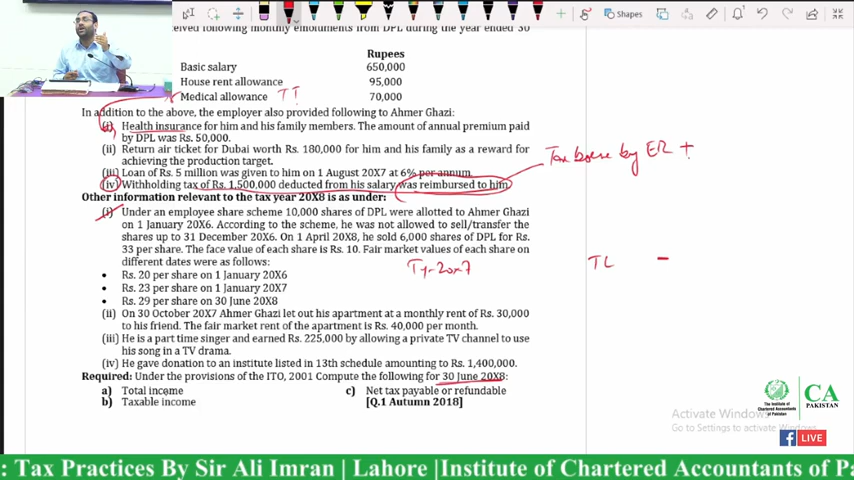 ceived following monthly emoluments from DPL during the year ended 30
Shapes
Rupees
Basic salary 650,000
House rent allowance 95,000
Medical allowance TI 70,000
In addition to the above, the employer also provided following to Ahmer Ghazi:
(i) Health insurance for him and his family members. The amount of annual premium paid
by DPL was Rs. 50,000.
(ii) Return air ticket for Dubai worth Rs. 180,000 for him and his family as a reward for
achieving the production target.
(iii) Loan of Rs. 5 million was given to him on 1 August 20X7 at 6% per annum.
(iv) Withholding tax of Rs. 1,500,000 deducted from his salary was reimbursed to him.
Tax borne by ER +
Other information relevant to the tax year 20X8 is as under:
(i) Under an employee share scheme 10,000 shares of DPL were allotted to Ahmer Ghazi
on 1 January 20X6. According to the scheme, he was not allowed to sell/transfer the
shares up to 31 December 20X6. On 1 April 20X8, he sold 6,000 shares of DPL for Rs.
33 per share. The face value of each share is Rs. 10. Fair market values of each share on
different dates were as follows:
Ty-20x7
TL -
• Rs. 20 per share on 1 January 20X6
• Rs. 23 per share on 1 January 20X7
• Rs. 29 per share on 30 June 20X8
(ii) On 30 October 20X7 Ahmer Ghazi let out his apartment at a monthly rent of Rs. 30,000
to his friend. The fair market rent of the apartment is Rs. 40,000 per month.
(iii) He is a part time singer and earned Rs. 225,000 by allowing a private TV channel to use
his song in a TV drama.
(iv) He gave donation to an institute listed in 13th schedule amounting to Rs. 1,400,000.
Required: Under the provisions of the ITO, 2001 Compute the following for 30 June 20X8:
a) Total income c) Net tax payable or refundable
b) Taxable income [Q.1 Autumn 2018]
The Institute of
Chartered Accountants
of Pakistan
CA
PAKISTAN
Activate Windows
Go to Settings to activate Windows.
LIVE
: Tax Practices By Sir Ali Imran | Lahore |Institute of Chartered Accountants of Pa